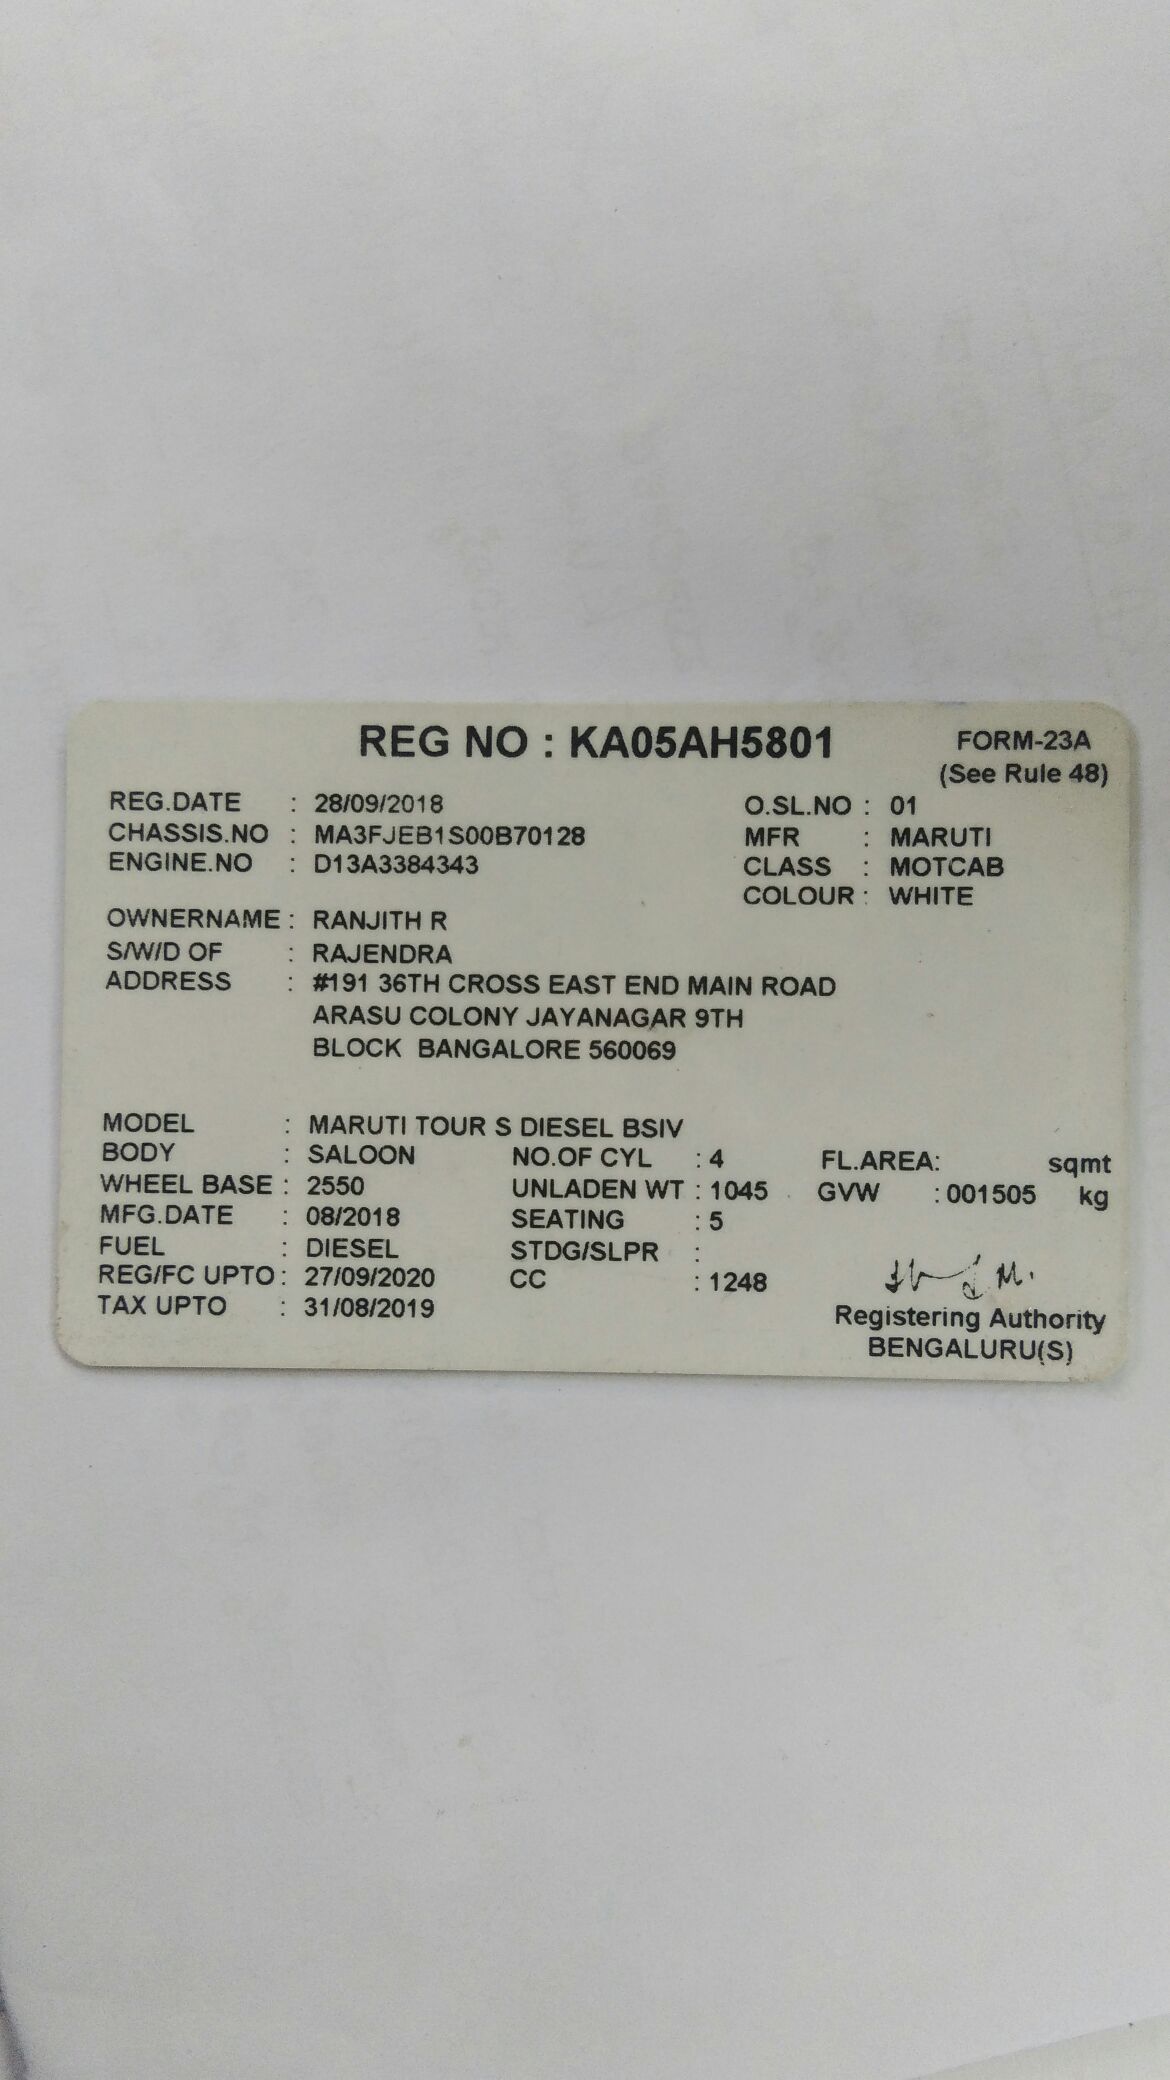 REG NO : KA05AH5801
FORM-23A
(See Rule 48)
REG.DATE : 28/09/2018 O.SL.NO : 01
CHASSIS.NO : MA3FJEB1S00B70128 MFR : MARUTI
ENGINE.NO : D13A3384343 CLASS : MOTCAB
COLOUR : WHITE
OWNERNAME : RANJITH R
S/W/D OF : RAJENDRA
ADDRESS : #191 36TH CROSS EAST END MAIN ROAD
ARASU COLONY JAYANAGAR 9TH
BLOCK BANGALORE 560069
MODEL : MARUTI TOUR S DIESEL BSIV
BODY : SALOON NO.OF CYL : 4 FL.AREA: sqmt
WHEEL BASE : 2550 UNLADEN WT : 1045 GVW : 001505 kg
MFG.DATE : 08/2018 SEATING : 5
FUEL : DIESEL STDG/SLPR :
REG/FC UPTO : 27/09/2020 CC : 1248
TAX UPTO : 31/08/2019
Registering Authority
BENGALURU(S)